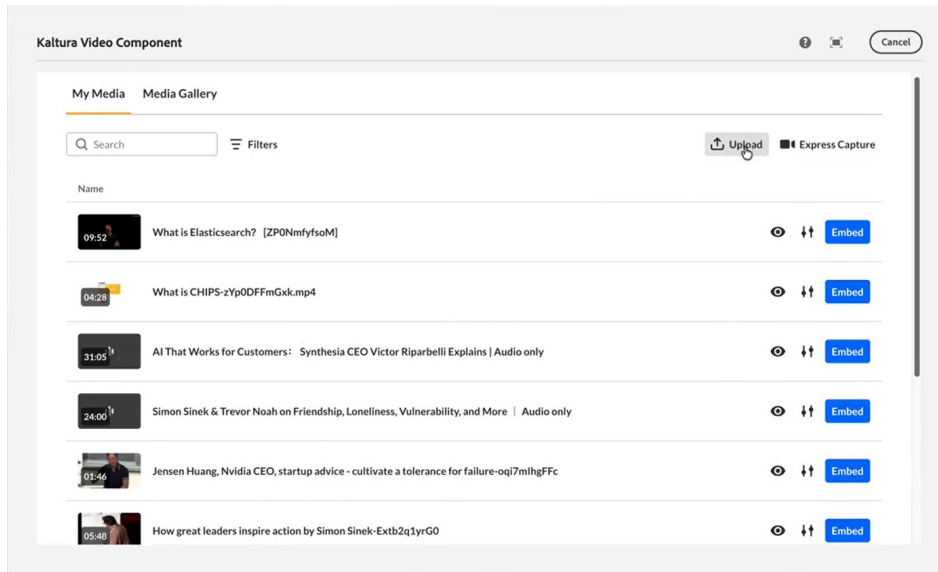 Kaltura Video Component
Cancel
My Media Media Gallery
Search Filters Upload Express Capture
Name
09:52 What is Elasticsearch? [ZP0NmfyfsoM] Embed
04:28 What is CHIPS-zYp0DFFmGxk.mp4 Embed
31:05 AI That Works for Customers： Synthesia CEO Victor Riparbelli Explains | Audio only Embed
24:00 Simon Sinek & Trevor Noah on Friendship, Loneliness, Vulnerability, and More | Audio only Embed
01:46 Jensen Huang, Nvidia CEO, startup advice - cultivate a tolerance for failure-oqi7mlhgFFc Embed
05:48 How great leaders inspire action by Simon Sinek-Extb2q1yrG0 Embed